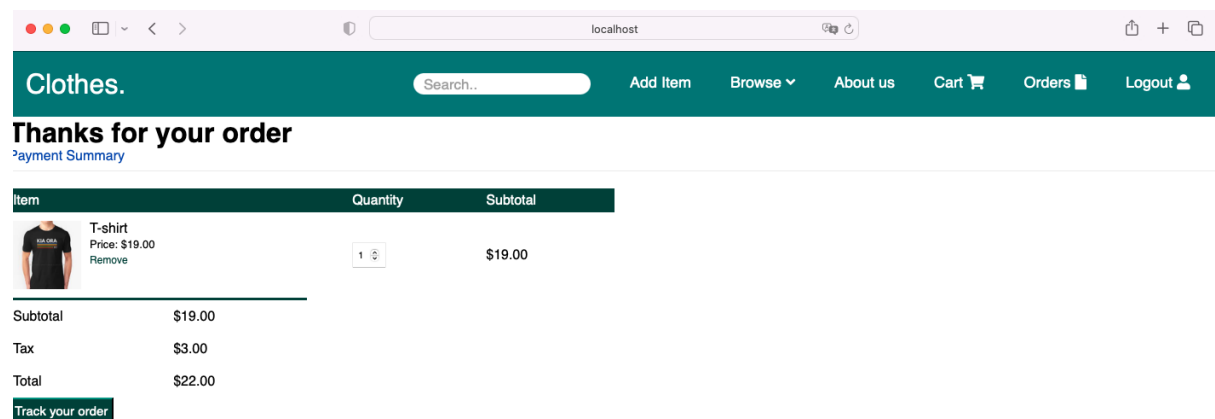 localhost
Clothes. Search.. Add Item Browse About us Cart Orders Logout
Thanks for your order
Payment Summary
Item Quantity Subtotal
T-shirt
Price: $19.00
Remove
1 $19.00
KIA ORA
Subtotal $19.00
Tax $3.00
Total $22.00
Track your order